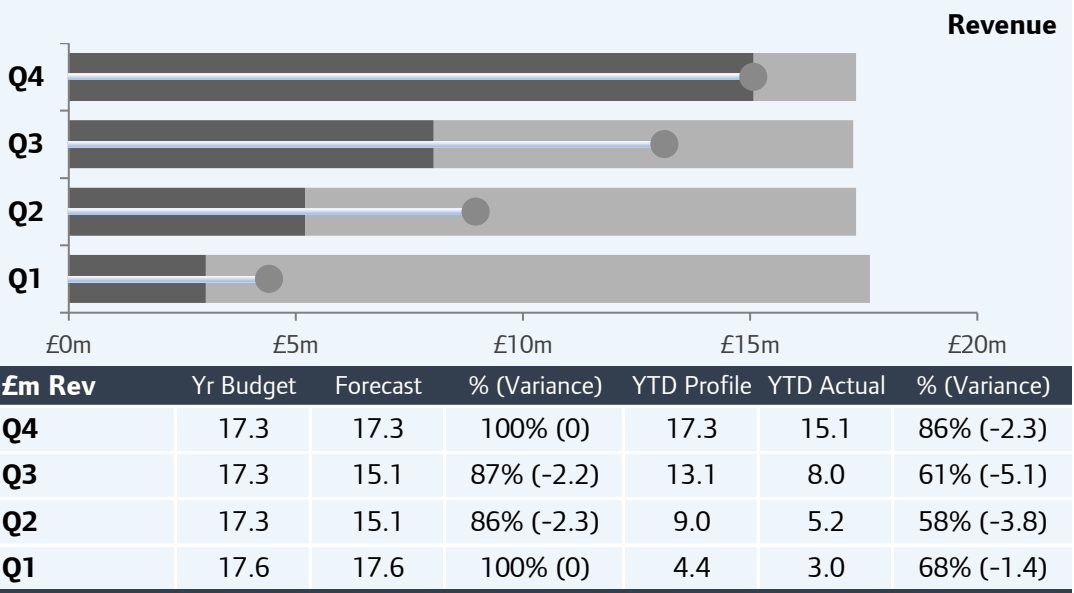 Revenue
Q4
Q3
Q2
Q1
£0m £5m £10m £15m £20m
£m Rev Yr Budget Forecast % (Variance) YTD Profile YTD Actual % (Variance)
Q4 17.3 17.3 100% (0) 17.3 15.1 86% (-2.3)
Q3 17.3 15.1 87% (-2.2) 13.1 8.0 61% (-5.1)
Q2 17.3 15.1 86% (-2.3) 9.0 5.2 58% (-3.8)
Q1 17.6 17.6 100% (0) 4.4 3.0 68% (-1.4)